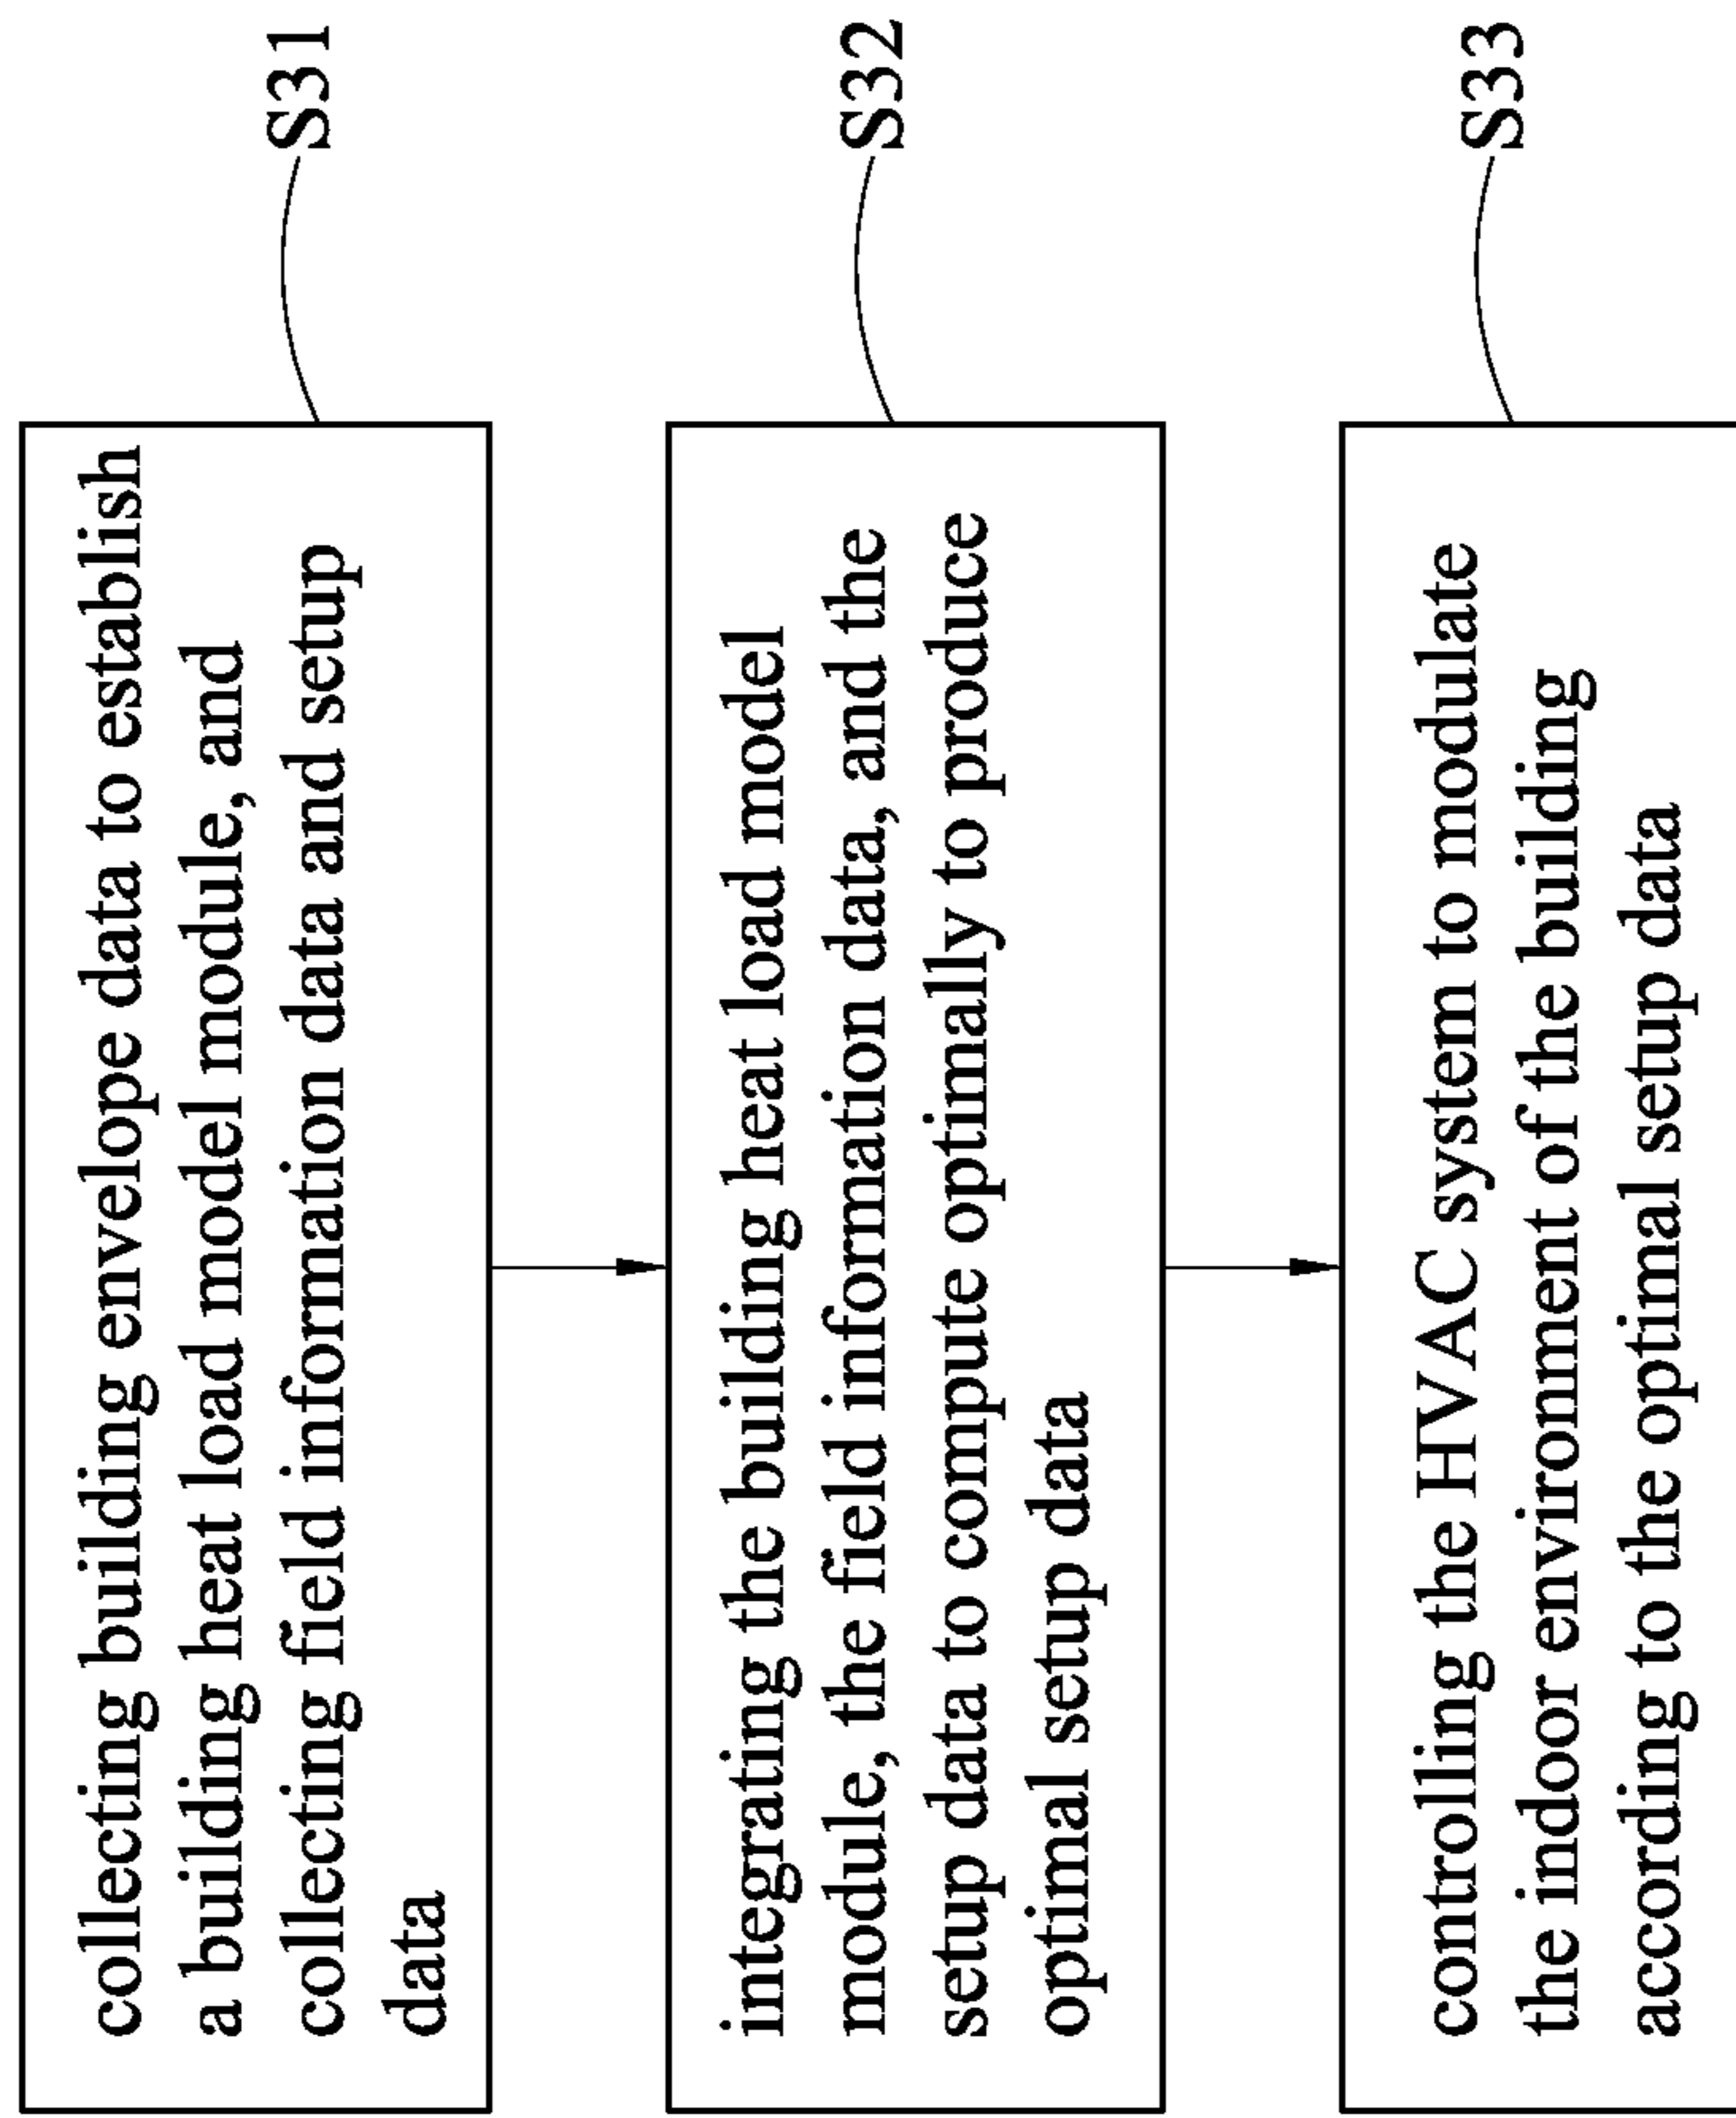 collecting building envelope data to establish
a building heat load model module, and
collecting field information data and setup
data
S31
integrating the building heat load model
module, the field information data, and the
setup data to compute optimally to produce
optimal setup data
S32
controlling the HVAC system to modulate
the indoor environment of the building
according to the optimal setup data
S33